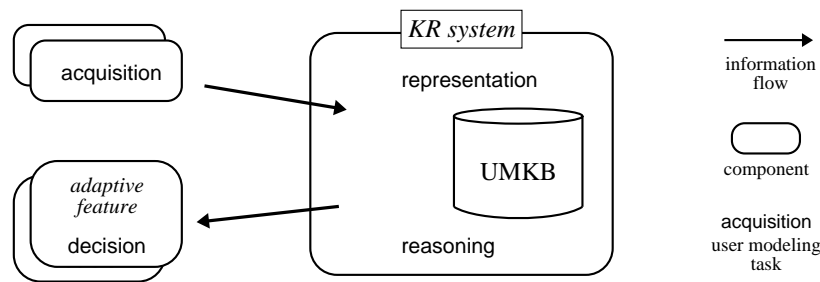 KR system
acquisition
representation
UMKB
adaptive
feature
decision
reasoning
information
flow
component
acquisition
user modeling
task